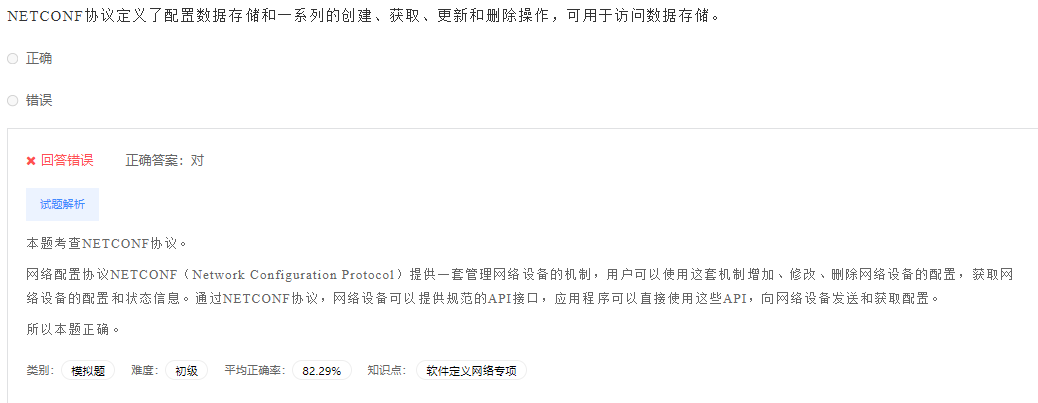 NETCONF协议定义了配置数据存储和一系列的创建、获取、更新和删除操作，可用于访问数据存储。
正确
错误
回答错误 正确答案：对
试题解析
本题考查NETCONF协议。
网络配置协议NETCONF（Network Configuration Protocol）提供一套管理网络设备的机制，用户可以使用这套机制增加、修改、删除网络设备的配置，获取网
络设备的配置和状态信息。通过NETCONF协议，网络设备可以提供规范的API接口，应用程序可以直接使用这些API，向网络设备发送和获取配置。
所以本题正确。
类别： 模拟题 难度： 初级 平均正确率： 82.29% 知识点： 软件定义网络专项